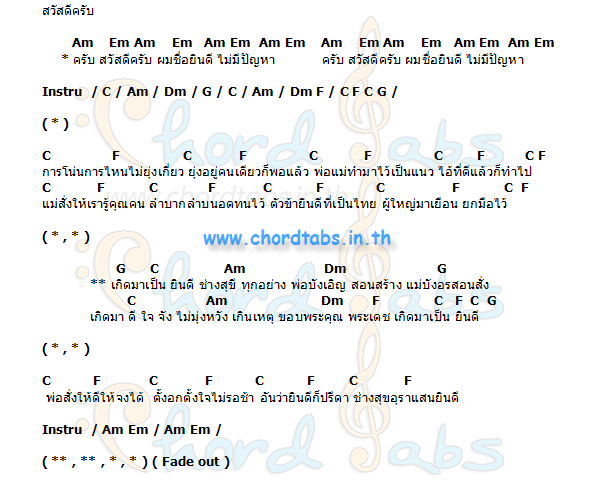 สวัสดีครับ
Am Em Am Em Am Em Am Em Am Em Am Em Am Em Am Em
* ครับ สวัสดีครับ ผมชื่อยินดี ไม่มีปัญหา ครับ สวัสดีครับ ผมชื่อยินดี ไม่มีปัญหา
Instru / C / Am / Dm / G / C / Am / Dm F / C F C G /
( * )
C F C F C F C F C F
การโน่นการไหนไม่ยุ่งเกี่ยว ยุ่งอยู่คนเดียวก็พอแล้ว พ่อแม่ทำมาไว้เป็นแนว ไอ้ที่ดีแล้วก็ทำไป
C F C F C F C F C F
แม่สั่งให้เรารู้คุณคน ลำบากลำบนอดทนไว้ ตัวข้ายินดีที่เป็นไทย ผู้ใหญ่มาเยือน ยกมือไว้
( * , * )
www.chordtabs.in.th
G C Am Dm G
** เกิดมาเป็น ยินดี ช่างสุขี ทุกอย่าง พ่อบังเอิญ สอนสร้าง แม่บังอรสอนสั่ง
C Am Dm F C F C G
เกิดมา ดี ใจ จัง ไม่มุ่งหวัง เกินเหตุ ขอบพระคุณ พระเดช เกิดมาเป็น ยินดี
( * , * )
C F C F C F C F
พ่อสั่งให้ดีให้จงได้ ตั้งอกตั้งใจไม่รอช้า อันว่ายินดีก็ปรีดา ช่างสุขอุราแสนยินดี
Instru / Am Em / Am Em /
( ** , ** , * , * ) ( Fade out )
Chord Tabs
www.chordtabs.in.th
Chord Tabs